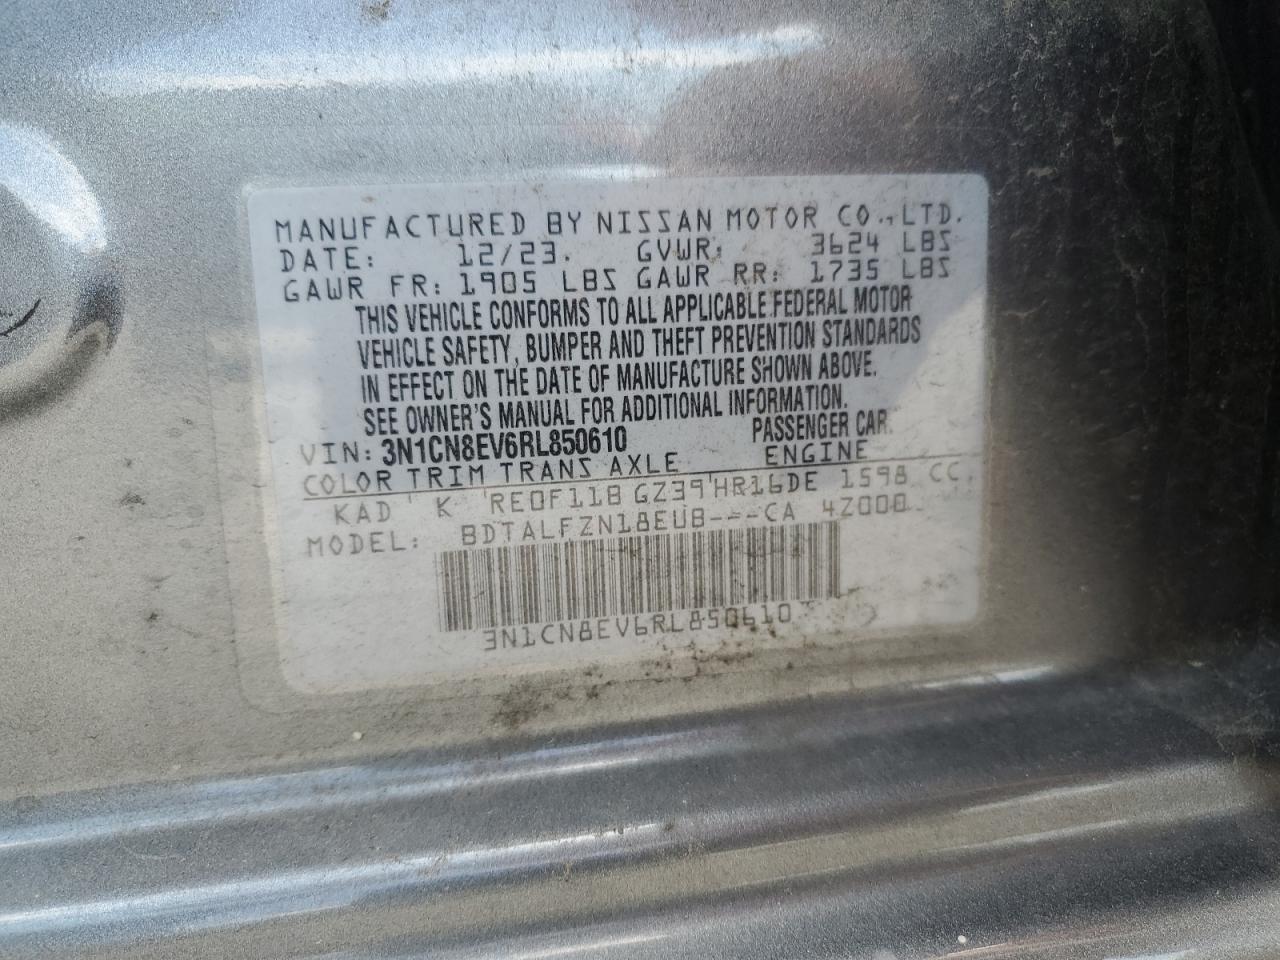 MANUFACTURED BY NISSAN MOTOR CO., LTD.
DATE: 12/23. GVWR: 3624 LBS
GAWR FR: 1905 LBS GAWR RR: 1735 LBS
THIS VEHICLE CONFORMS TO ALL APPLICABLE FEDERAL MOTOR
VEHICLE SAFETY, BUMPER AND THEFT PREVENTION STANDARDS
IN EFFECT ON THE DATE OF MANUFACTURE SHOWN ABOVE.
SEE OWNER'S MANUAL FOR ADDITIONAL INFORMATION.
VIN: 3N1CN8EV6RL850610 PASSENGER CAR.
COLOR TRIM TRANS AXLE ENGINE
KAD K RE0F11B GZ39 HR16DE 1598 CC
MODEL: BDTALFZN18EUB---CA 4Z000
3N1CN8EV6RL850610